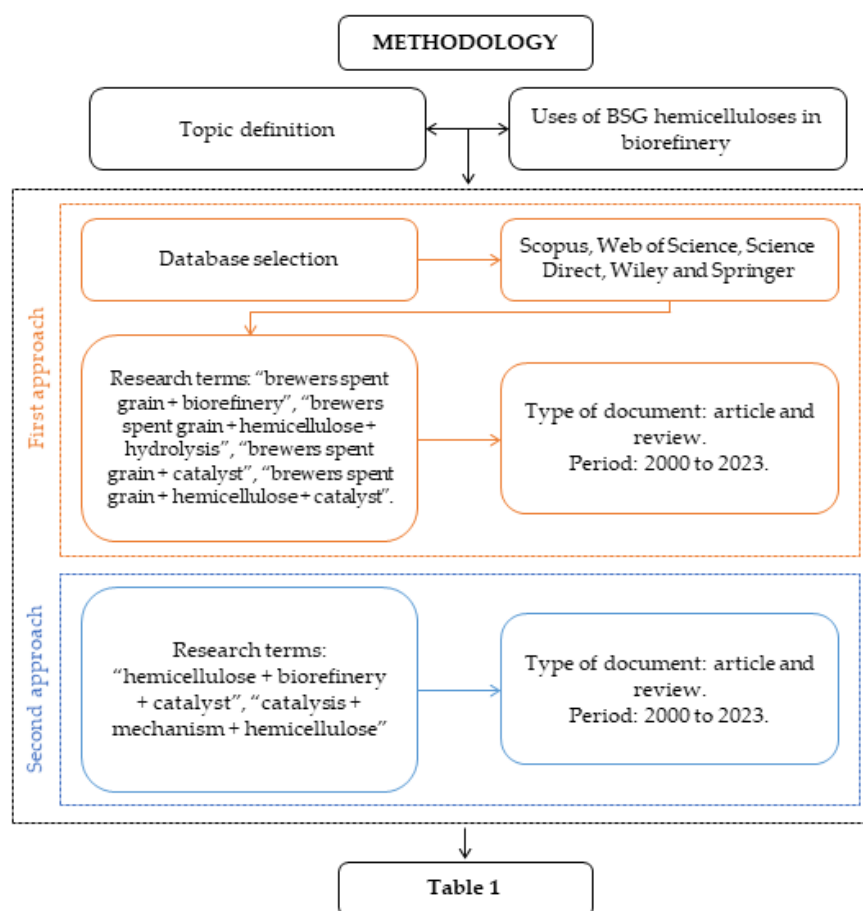 METHODOLOGY
Topic definition
Uses of BSG hemicelluloses in
biorefinery
First approach
Database selection
Scopus, Web of Science, Science
Direct, Wiley and Springer
Research terms: “brewers spent
grain + biorefinery”, “brewers
spent grain + hemicellulose +
hydrolysis”, “brewers spent
grain + catalyst”, “brewers spent
grain + hemicellulose + catalyst”.
Type of document: article and
review.
Period: 2000 to 2023.
Second approach
Research terms:
“hemicellulose + biorefinery
+ catalyst”, “catalysis +
mechanism + hemicellulose”
Type of document: article and
review.
Period: 2000 to 2023.
Table 1